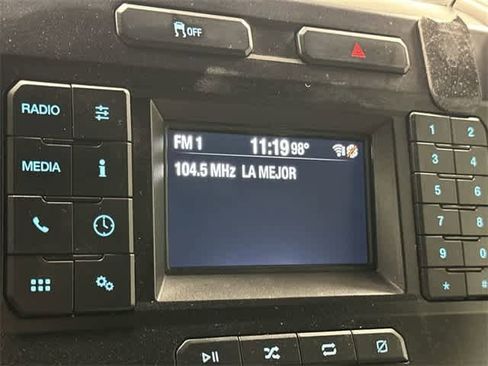 OFF
RADIO
MEDIA i
FM 1 11:19 98°
104.5 MHz LA MEJOR
1 2
3 4
5 6
7 8
9 0
* #